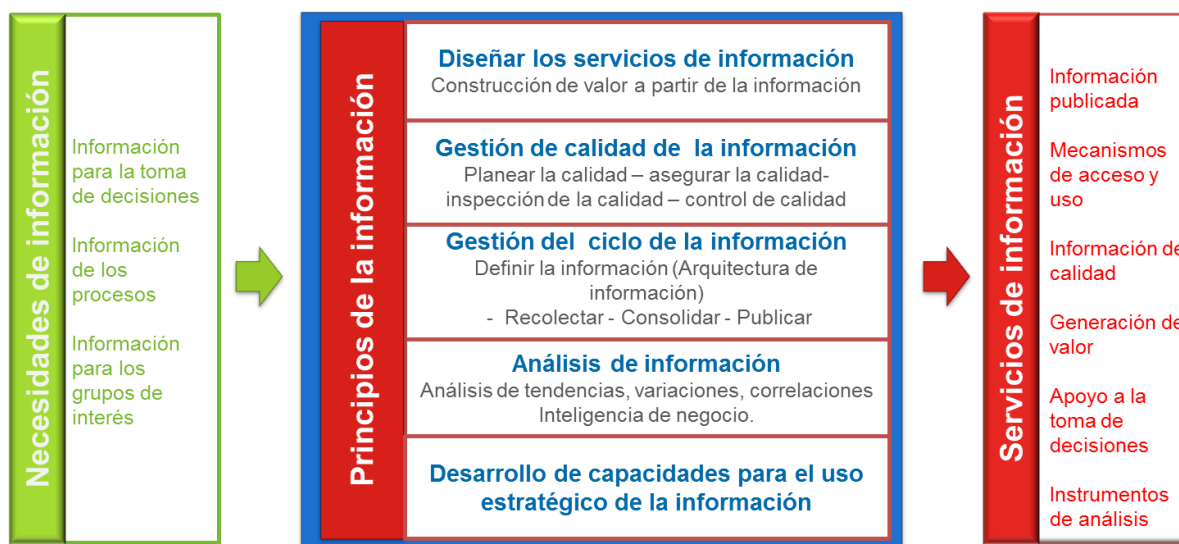 Necesidades de información
Información
para la toma
de decisiones
Información
de los
procesos
Información
para los
grupos de
interés
Principios de la información
Diseñar los servicios de información
Construcción de valor a partir de la información
Gestión de calidad de la información
Planear la calidad – asegurar la calidad-
inspección de la calidad – control de calidad
Gestión del ciclo de la información
Definir la información (Arquitectura de
información)
- Recolectar - Consolidar - Publicar
Análisis de información
Análisis de tendencias, variaciones, correlaciones
Inteligencia de negocio.
Desarrollo de capacidades para el uso
estratégico de la información
Servicios de información
Información
publicada
Mecanismos
de acceso y
uso
Información de
calidad
Generación de
valor
Apoyo a la
toma de
decisiones
Instrumentos
de análisis